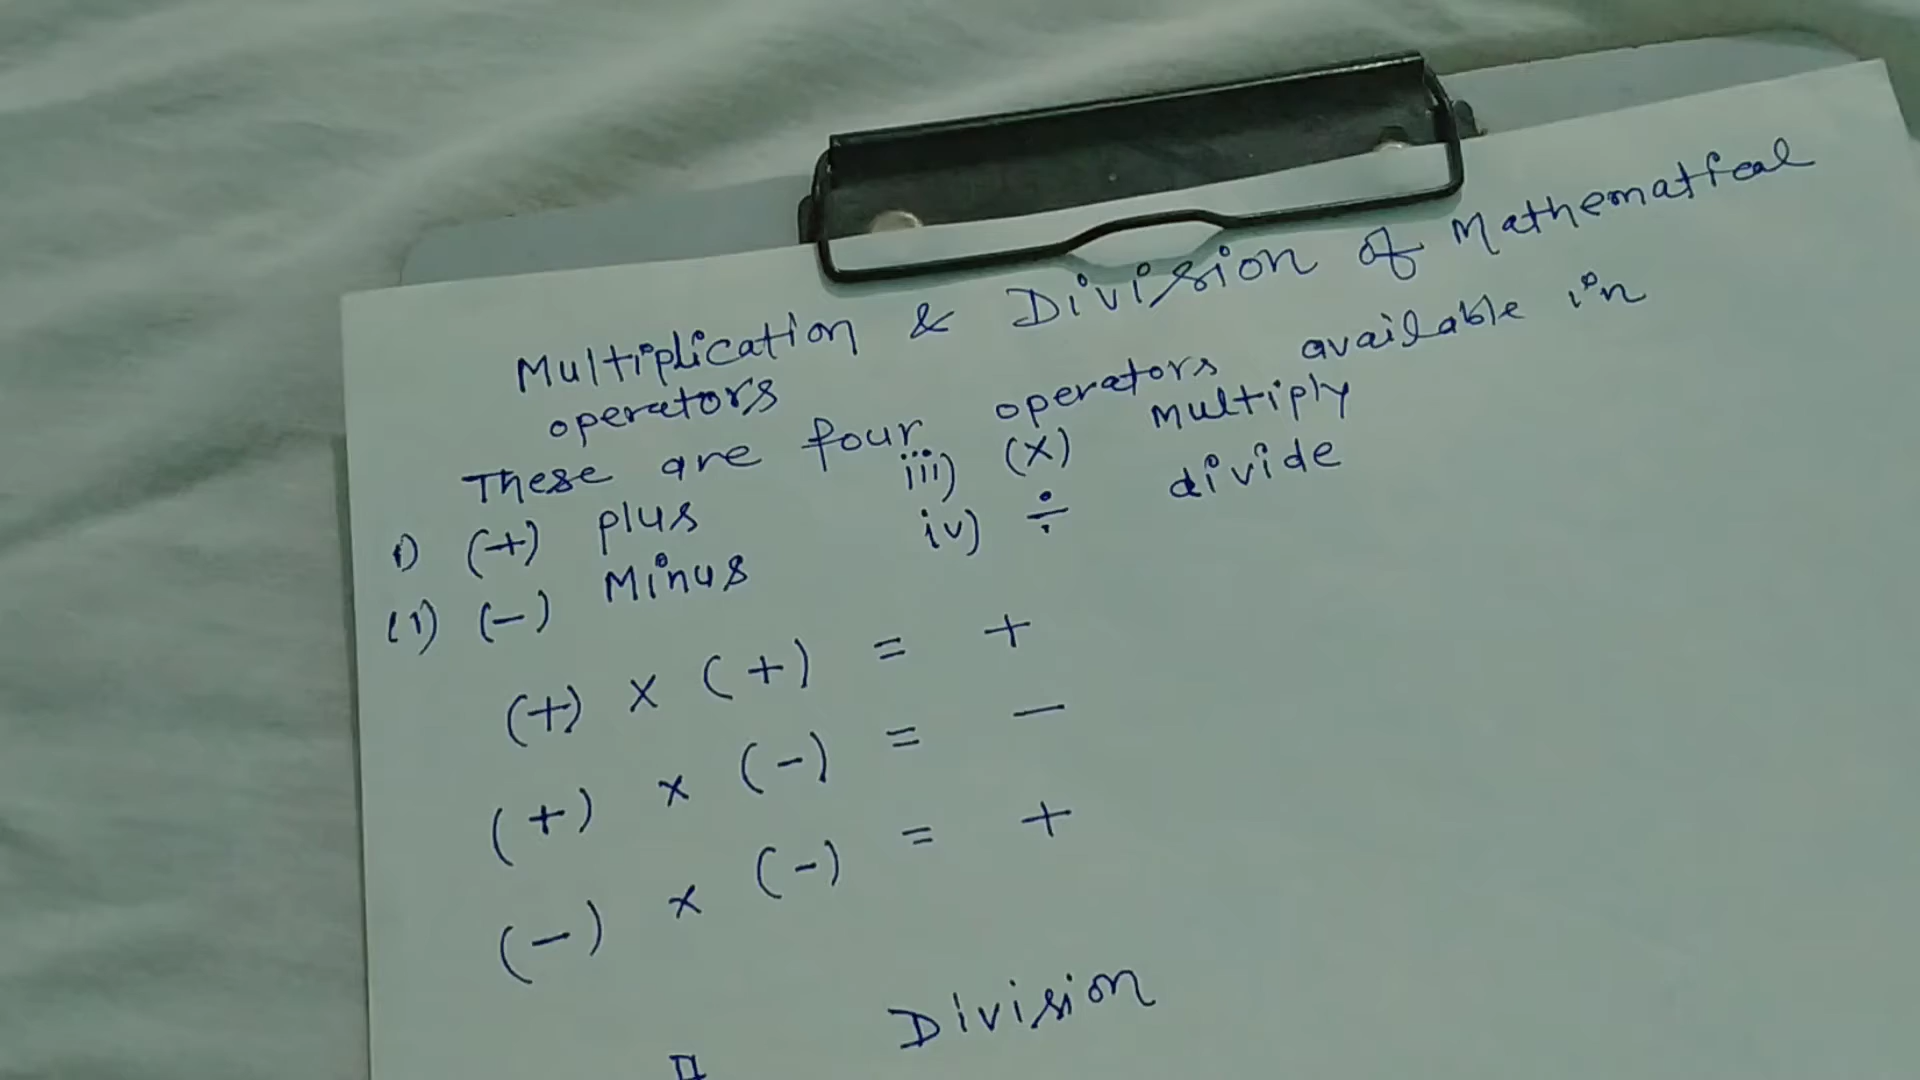 Multiplication & Division of Mathematical
operators
These are four operators available in
i) (+) plus iii) (x) Multiply
(i) (-) Minus iv) ÷ divide
(+) x (+) = +
(+) x (-) = -
(-) x (-) = +
Division
II